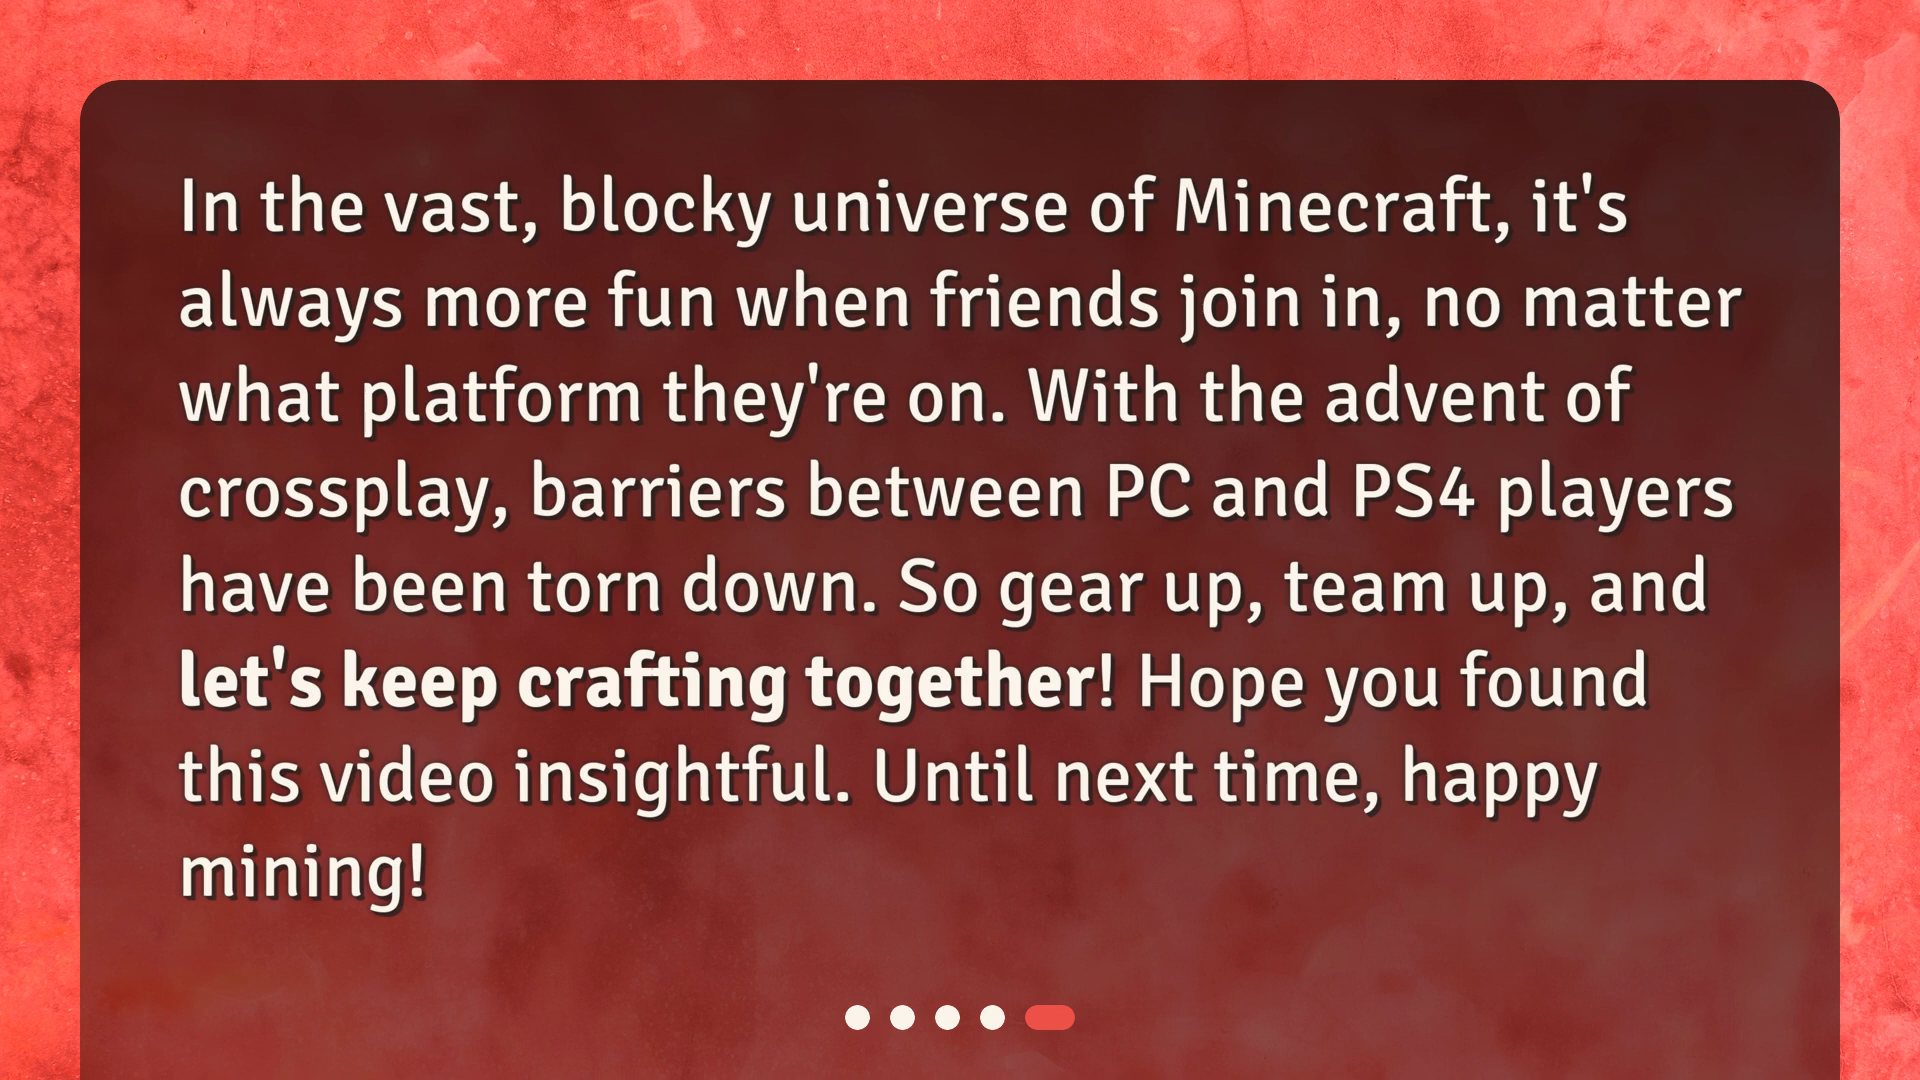 In the vast, blocky universe of Minecraft, it's
always more fun when friends join in, no matter
what platform they're on. With the advent of
crossplay, barriers between PC and PS4 players
have been torn down. So gear up, team up, and
let's keep crafting together! Hope you found
this video insightful. Until next time, happy
mining!